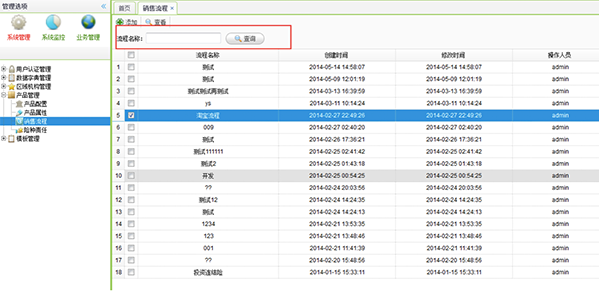 管理选项
系统管理 系统监控 业务管理
用户认证管理
数据字典管理
区域机构管理
产品管理
产品配置
产品属性
销售流程
险种责任
模板管理
首页 销售流程 ×
添加 查看
流程名称: 查询
流程名称 创建时间 修改时间 操作人员
1 测试 2014-05-14 14:58:07 2014-05-14 14:58:07 admin
2 测试 2014-05-09 12:01:19 2014-05-09 12:01:19 admin
3 测试测试再测试 2014-03-13 16:39:59 2014-03-13 16:39:59 admin
4 ys 2014-03-11 10:14:24 2014-03-11 10:14:24 admin
5 淘宝流程 2014-02-27 22:49:26 2014-02-27 22:49:26 admin
6 009 2014-02-27 02:40:20 2014-02-27 02:40:20 admin
7 测试 2014-02-26 17:36:21 2014-02-26 17:36:21 admin
8 测试111111 2014-02-25 02:41:42 2014-02-25 02:41:42 admin
9 测试2 2014-02-25 01:43:18 2014-02-25 01:43:18 admin
10 开发 2014-02-25 00:54:25 2014-02-25 00:54:25 admin
11 ?? 2014-02-24 20:03:56 2014-02-24 20:03:56 admin
12 测试12 2014-02-24 14:24:35 2014-02-24 14:24:35 admin
13 测试 2014-02-24 14:24:13 2014-02-24 14:24:13 admin
14 1234 2014-02-21 13:53:35 2014-02-21 13:53:35 admin
15 123 2014-02-21 13:48:46 2014-02-21 13:48:46 admin
16 001 2014-02-21 11:41:39 2014-02-21 11:41:39 admin
17 ?? 2014-02-20 15:48:56 2014-02-20 15:48:56 admin
18 投资连结险 2014-01-15 15:33:11 2014-01-15 15:33:11 admin